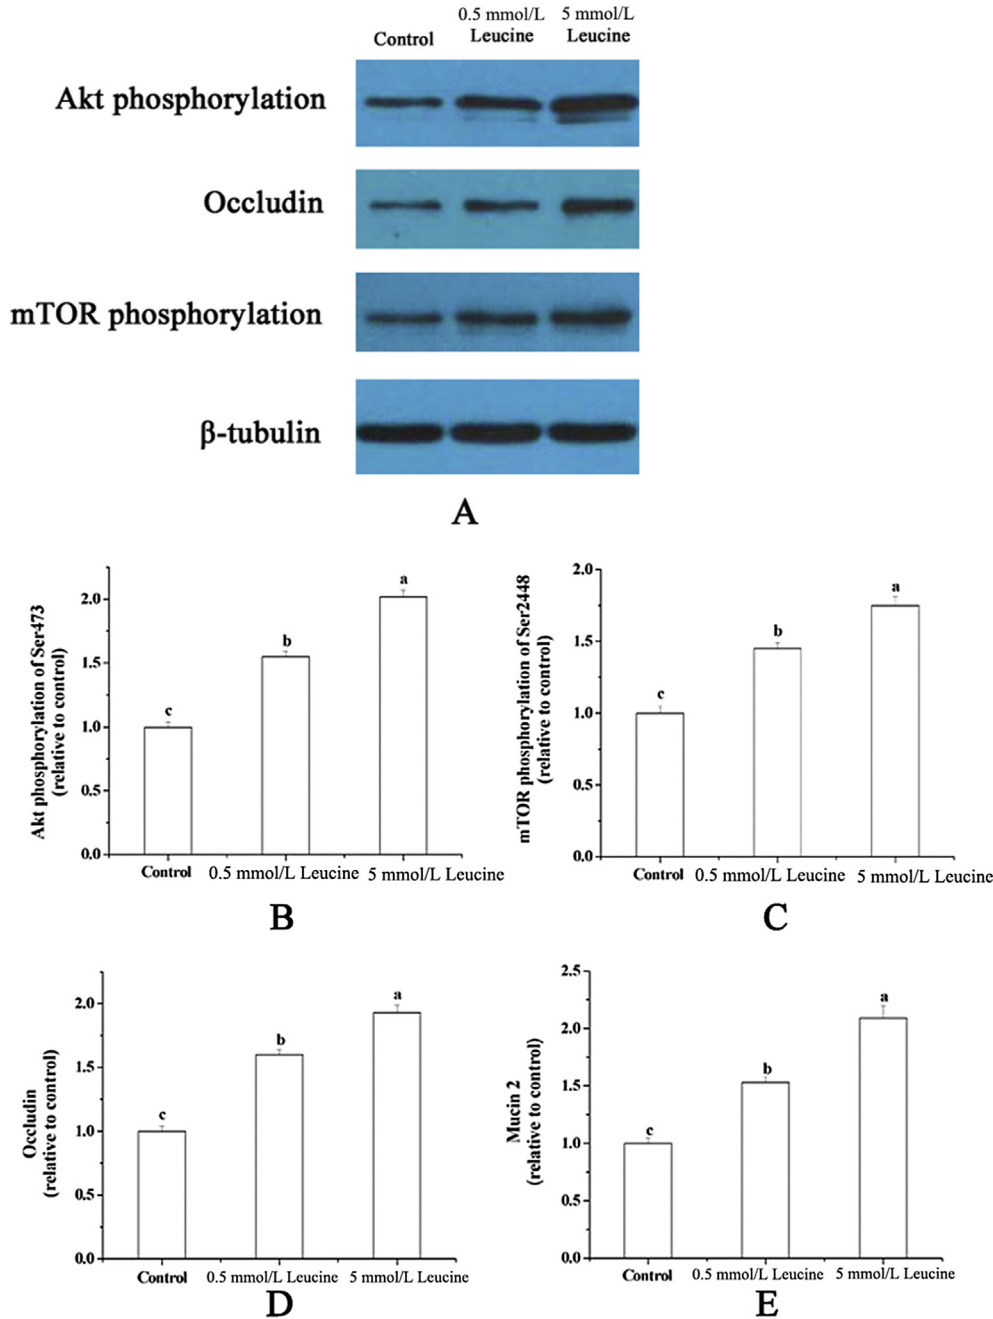 Control
0.5 mmol/L
Leucine
5 mmol/L
Leucine
Akt phosphorylation
Occludin
mTOR phosphorylation
β-tubulin
A
Akt phosphorylation of Ser473
(relative to control)
2.0
1.5
1.0
0.5
0.0
c
b
a
Control
0.5 mmol/L Leucine
5 mmol/L Leucine
B
mTOR phosphorylation of Ser2448
(relative to control)
2.0
1.5
1.0
0.5
0.0
c
b
a
Control
0.5 mmol/L Leucine
5 mmol/L Leucine
C
Occludin
(relative to control)
2.0
1.5
1.0
0.5
0.0
c
b
a
Control
0.5 mmol/L Leucine
5 mmol/L Leucine
D
Mucin 2
(relative to control)
2.5
2.0
1.5
1.0
0.5
0.0
c
b
a
Control
0.5 mmol/L Leucine
5 mmol/L Leucine
E